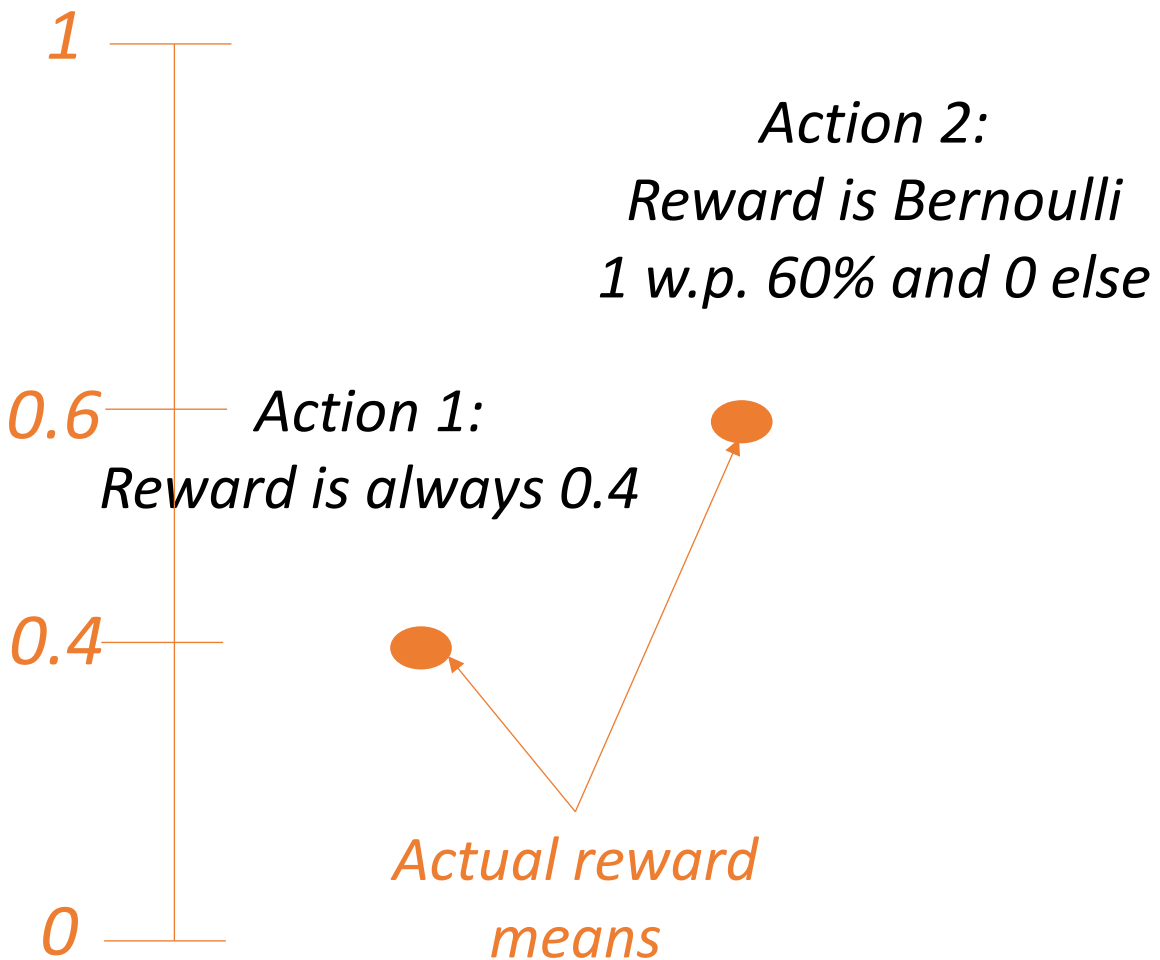 1
Action 2:
Reward is Bernoulli
1 w.p. 60% and 0 else
0.6
Action 1:
Reward is always 0.4
0.4
Actual reward
means
0